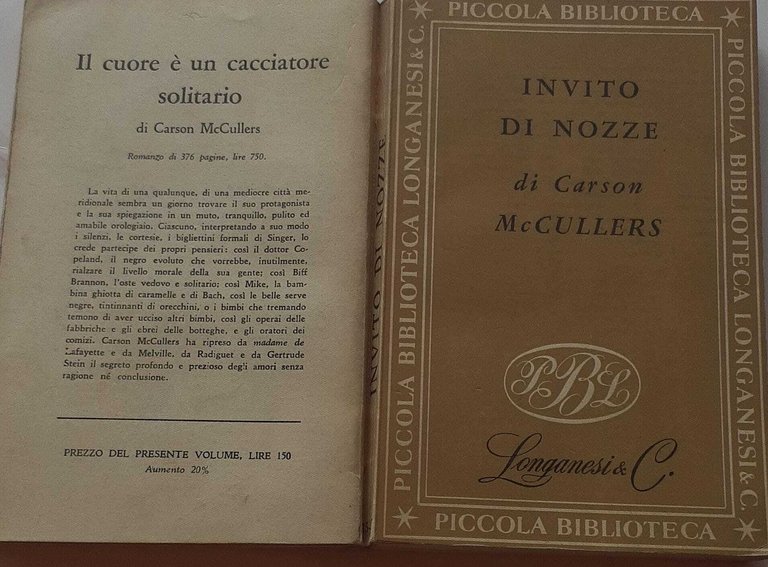 Il cuore è un cacciatore
solitario
di Carson McCullers
Romanzo di 376 pagine, lire 750.
La vita di una qualunque, di una mediocre città me-
ridionale sembra un giorno trovare il suo protagonista
e la sua spiegazione in un muto, tranquillo, pulito ed
amabile orologiaio. Ciascuno, interpretando a suo modo
i silenzi, le cortesie, i bigliettini formali di Singer, lo
crede partecipe dei propri pensieri: così il dottor Co-
peland, il negro evoluto che vorrebbe, inutilmente,
rialzare il livello morale della sua gente; così Biff
Brannon, l'oste vedovo e solitario; così Mike, la bam-
bina ghiotta di caramelle e di Bach, così le belle serve
negre, tintinnanti di orecchini, o i bimbi che tremando
temono di aver ucciso altri bimbi, così gli operai delle
fabbriche e gli ebrei delle botteghe, e gli oratori dei
comizi. Carson McCullers ha ripreso da madame de
Lafayette e da Melville, da Radiguet e da Gertrude
Stein il segreto profondo e prezioso degli amori senza
ragione né conclusione.
PREZZO DEL PRESENTE VOLUME, LIRE 150
Aumento 20%
INVITO DI NOZZE
PICCOLA BIBLIOTECA
PICCOLA BIBLIOTECA LONGANESI & C.
PICCOLA BIBLIOTECA LONGANESI & C.
INVITO
DI NOZZE
di Carson
McCULLERS
PBL
Longanesi & C.
PICCOLA BIBLIOTECA